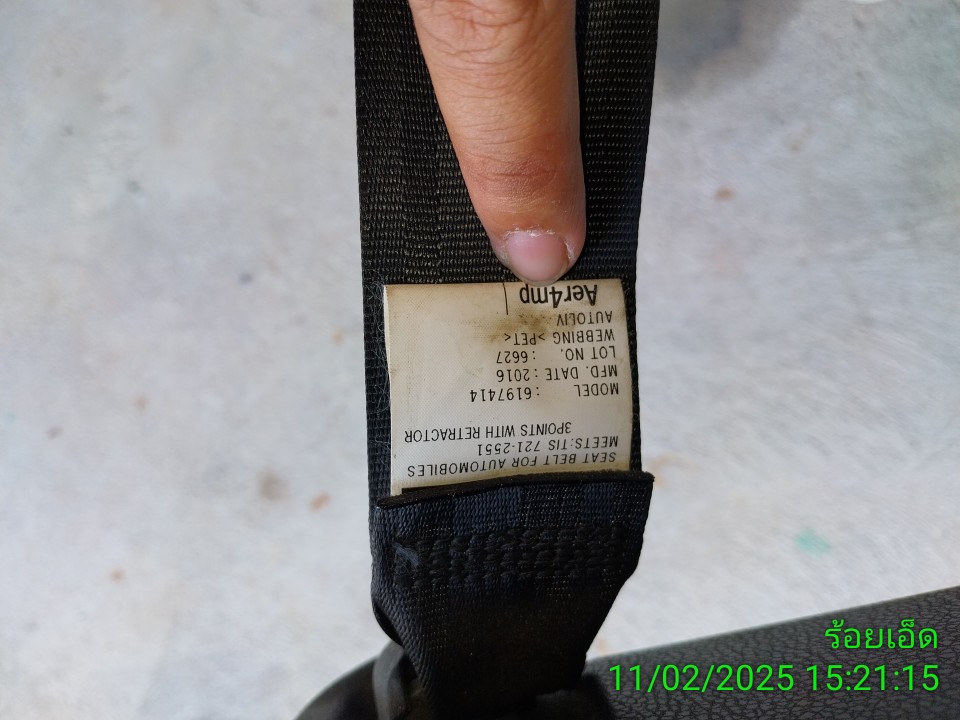 SEAT BELT FOR AUTOMOBILES
MEETS:TIS 721-2551
3POINTS WITH RETRACTOR
MODEL :6197414
MFD. DATE :2016
LOT NO. :6627
WEBBING >PET<
AUTOLIV
Aer4mp
ร้อยเอ็ด
11/02/2025 15:21:15